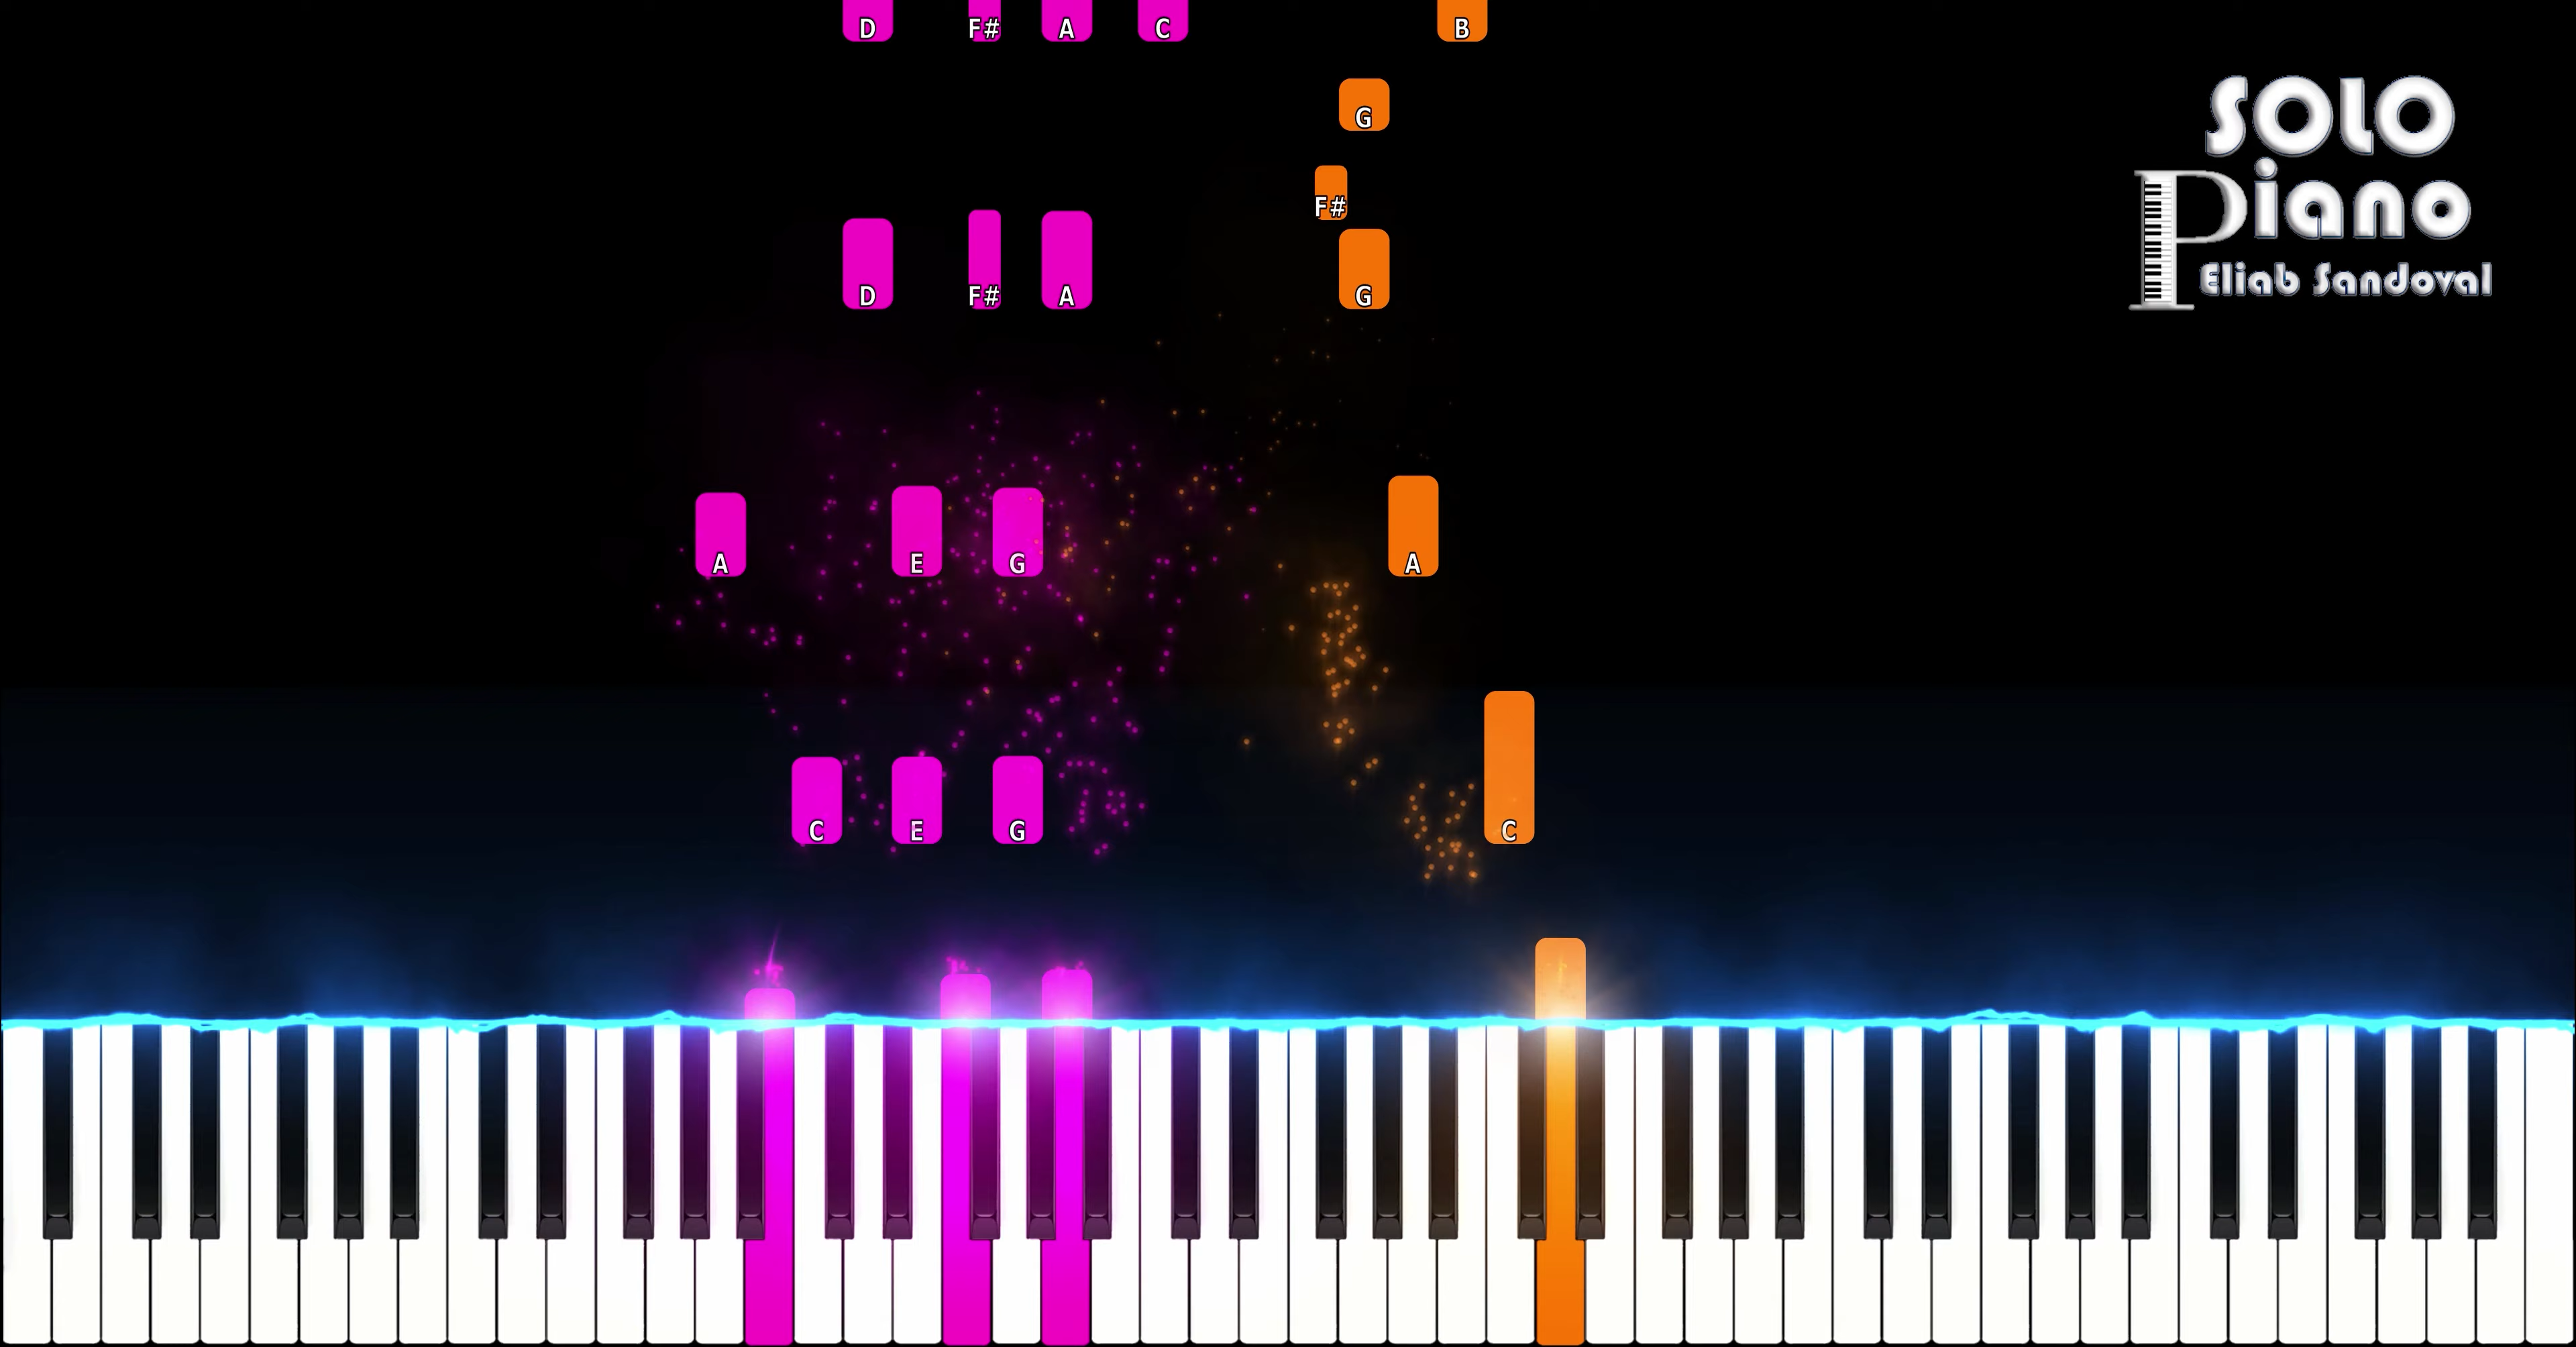 D F# A C B
G
F#
D F# A G
A E G A
C E G C
SOLO
Piano
Eliab Sandoval